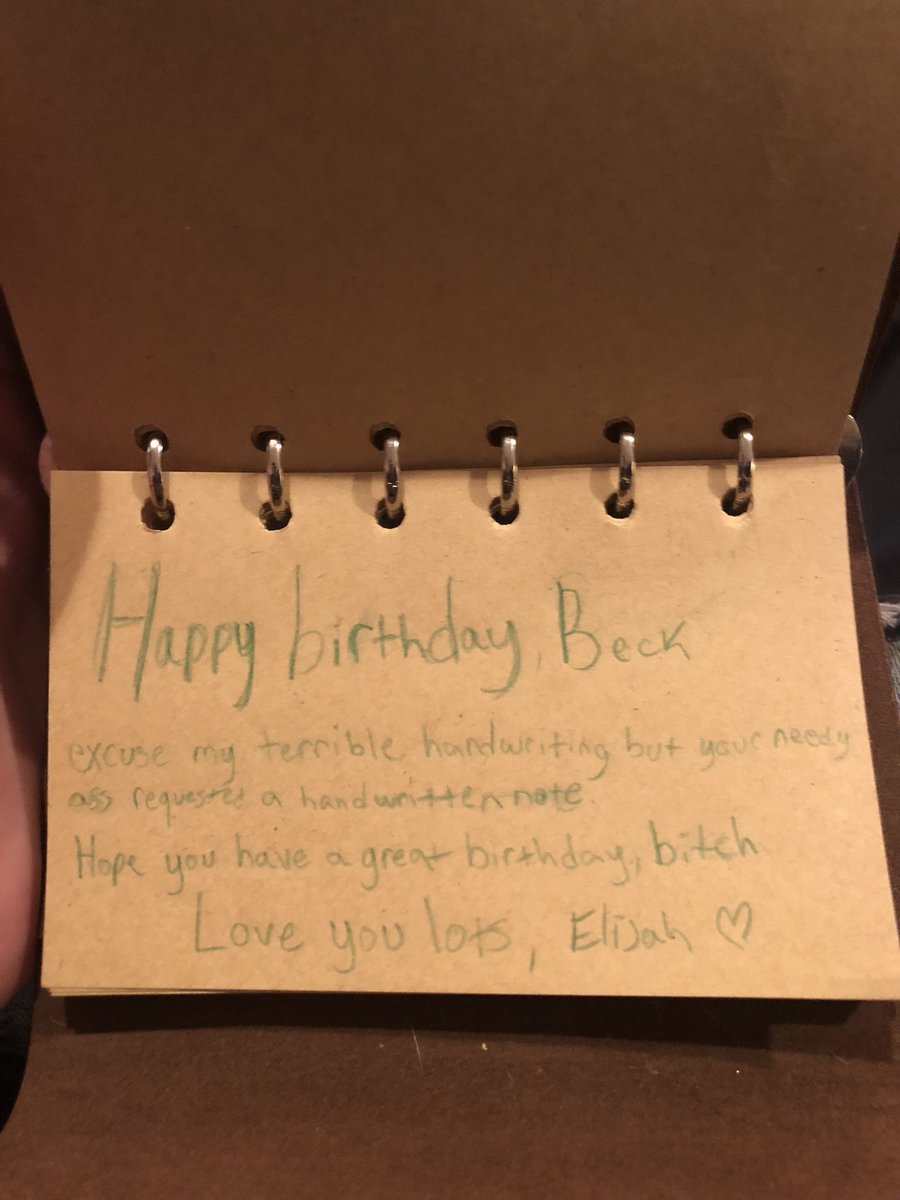 Happy birthday, Beck
excuse my terrible handwriting but your needy
ass requested a handwritten note.
Hope you have a great birthday, bitch
Love you lots, Elijah ♡